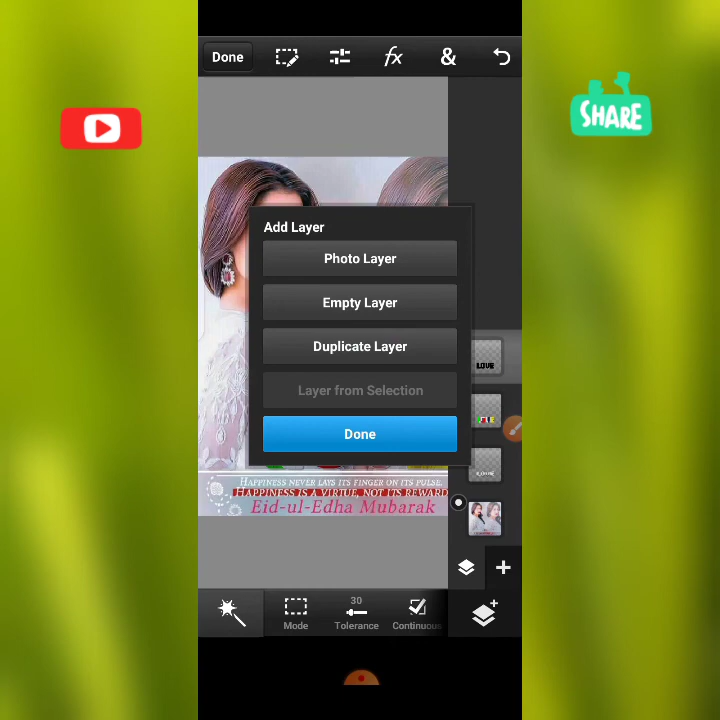 Done
fx
&
SHARE
Add Layer
Photo Layer
Empty Layer
Duplicate Layer
Layer from Selection
Done
LOVE
HAPPINESS NEVER LAYS ITS FINGER ON ITS PULSE.
HAPPINESS IS A VIRTUE, NOT ITS REWARD
Eid-ul-Edha Mubarak
30
Mode
Tolerance
Continuous